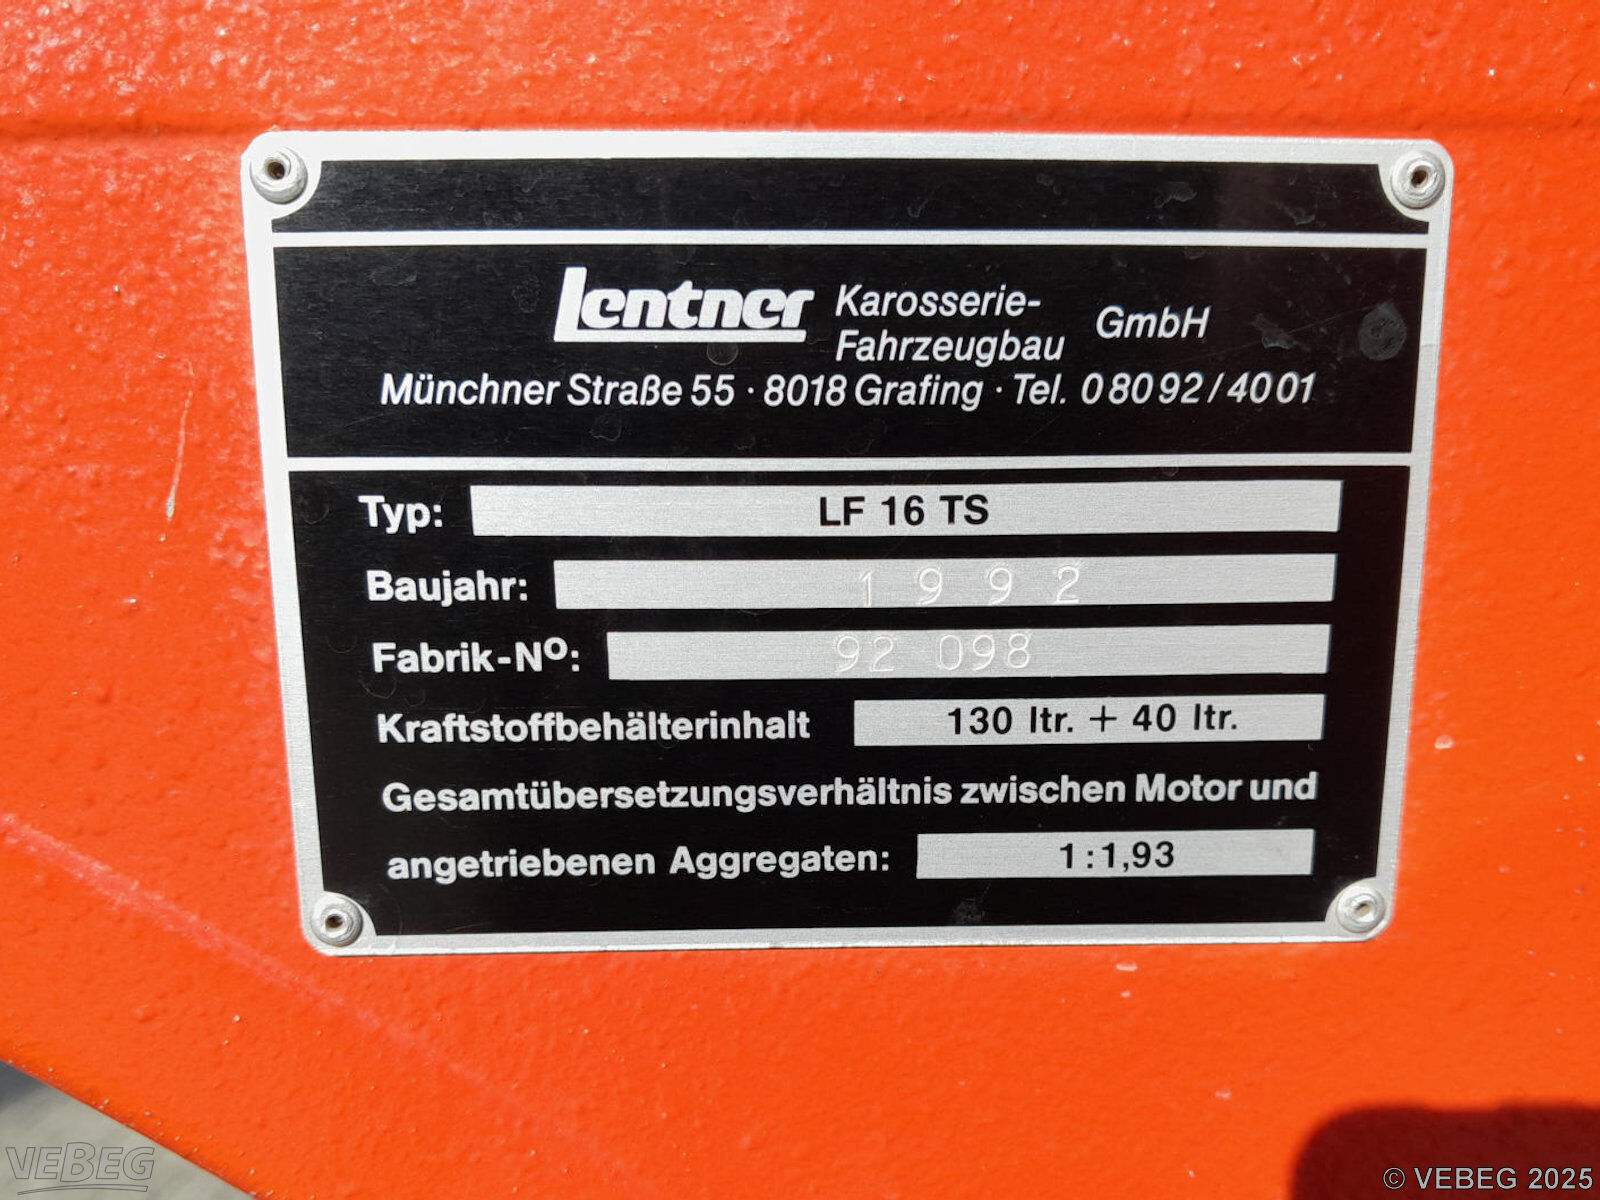 Lentner Karosserie-
Fahrzeugbau GmbH
Münchner Straße 55 · 8018 Grafing · Tel. 08092/4001
Typ: LF 16 TS
Baujahr: 1992
Fabrik-Nº: 92 098
Kraftstoffbehälterinhalt 130 ltr. + 40 ltr.
Gesamtübersetzungsverhältnis zwischen Motor und
angetriebenen Aggregaten: 1:1,93
VEBEG
© VEBEG 2025